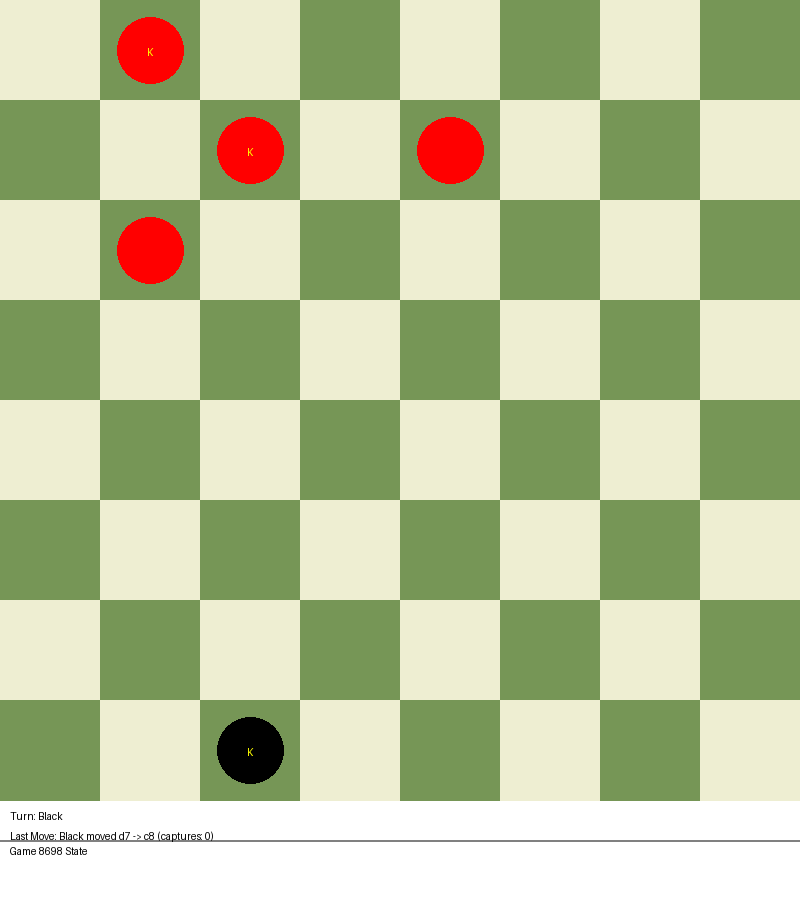 K
K
K
Turn: Black
Last Move: Black moved d7 -> c8 (captures: 0)
Game 8698 State